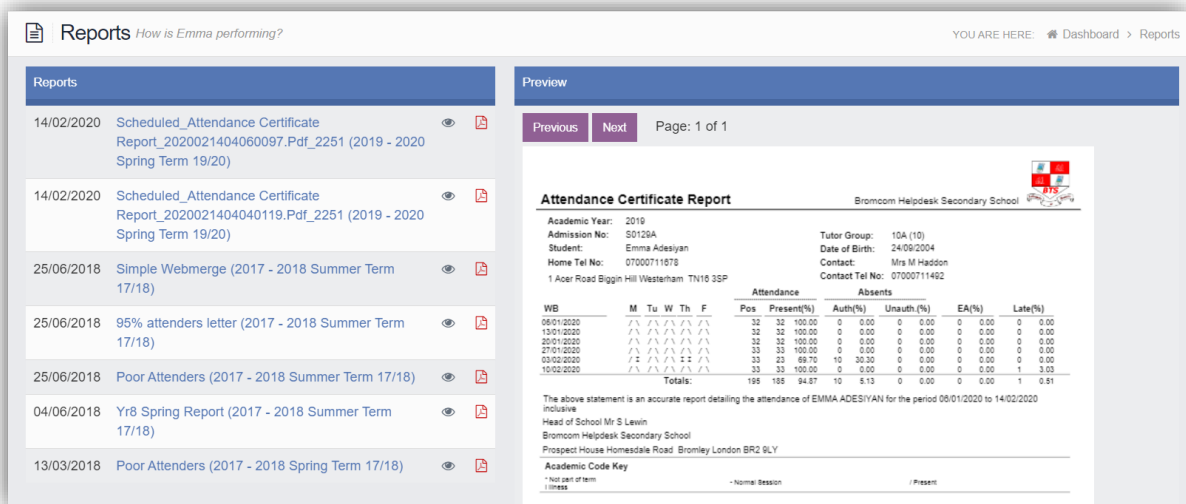 Reports How is Emma performing?
YOU ARE HERE: Dashboard > Reports
Reports
14/02/2020 Scheduled_Attendance Certificate
Report_2020021404060097.Pdf_2251 (2019 - 2020
Spring Term 19/20)
14/02/2020 Scheduled_Attendance Certificate
Report_2020021404040119.Pdf_2251 (2019 - 2020
Spring Term 19/20)
25/06/2018 Simple Webmerge (2017 - 2018 Summer Term
17/18)
25/06/2018 95% attenders letter (2017 - 2018 Summer Term
17/18)
25/06/2018 Poor Attenders (2017 - 2018 Summer Term 17/18)
04/06/2018 Yr8 Spring Report (2017 - 2018 Summer Term
17/18)
13/03/2018 Poor Attenders (2017 - 2018 Spring Term 17/18)
Preview
Previous Next Page: 1 of 1
BTS
Attendance Certificate Report Bromcom Helpdesk Secondary School
Academic Year: 2019
Admission No: S0129A Tutor Group: 10A (10)
Student: Emma Adesiyan Date of Birth: 24/09/2004
Home Tel No: 07000711678 Contact: Mrs M Haddon
1 Acer Road Biggin Hill Westerham TN16 3SP Contact Tel No: 07000711492
Attendance Absents
WB M Tu W Th F Pos Present(%) Auth(%) Unauth.(%) EA(%) Late(%)
06/01/2020 / \ / \ / \ / \ / \ 32 32 100.00 0 0.00 0 0.00 0 0.00 0 0.00
13/01/2020 / \ / \ / \ / \ / \ 32 32 100.00 0 0.00 0 0.00 0 0.00 0 0.00
20/01/2020 / \ / \ / \ / \ / \ 32 32 100.00 0 0.00 0 0.00 0 0.00 0 0.00
27/01/2020 / \ / \ / \ / \ / \ 33 33 100.00 0 0.00 0 0.00 0 0.00 0 0.00
03/02/2020 / I / \ / \ I I / \ 33 23 69.70 10 30.30 0 0.00 0 0.00 0 0.00
10/02/2020 / \ / \ / \ / \ / \ 33 33 100.00 0 0.00 0 0.00 0 0.00 1 3.03
Totals: 195 185 94.87 10 5.13 0 0.00 0 0.00 1 0.51
The above statement is an accurate report detailing the attendance of EMMA ADESIYAN for the period 06/01/2020 to 14/02/2020
inclusive
Head of School Mr S Lewin
Bromcom Helpdesk Secondary School
Prospect House Homesdale Road Bromley London BR2 9LY
Academic Code Key
* Not part of term - Normal Session / Present
I Illness